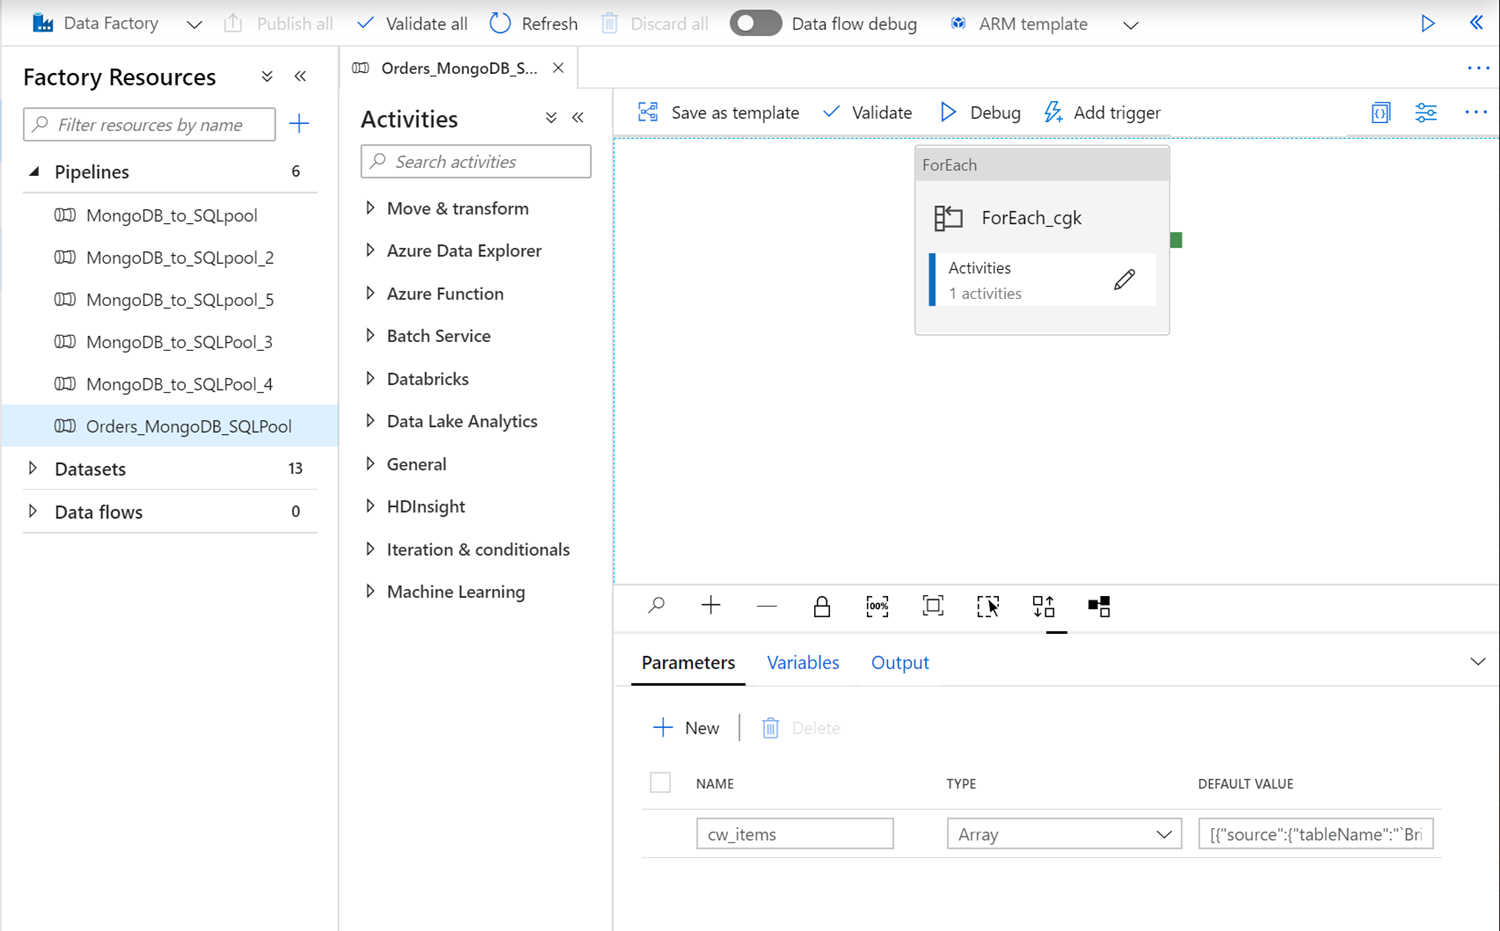 Data Factory
Publish all
Validate all
Refresh
Discard all
Data flow debug
ARM template
Factory Resources
Filter resources by name
Pipelines 6
MongoDB_to_SQLpool
MongoDB_to_SQLpool_2
MongoDB_to_SQLpool_5
MongoDB_to_SQLPool_3
MongoDB_to_SQLPool_4
Orders_MongoDB_SQLPool
Datasets 13
Data flows 0
Orders_MongoDB_S...
Activities
Search activities
Move & transform
Azure Data Explorer
Azure Function
Batch Service
Databricks
Data Lake Analytics
General
HDInsight
Iteration & conditionals
Machine Learning
Save as template
Validate
Debug
Add trigger
ForEach
ForEach_cgk
Activities
1 activities
100%
Parameters
Variables
Output
New
Delete
NAME TYPE DEFAULT VALUE
cw_items Array [{"source":{"tableName":"`Bri